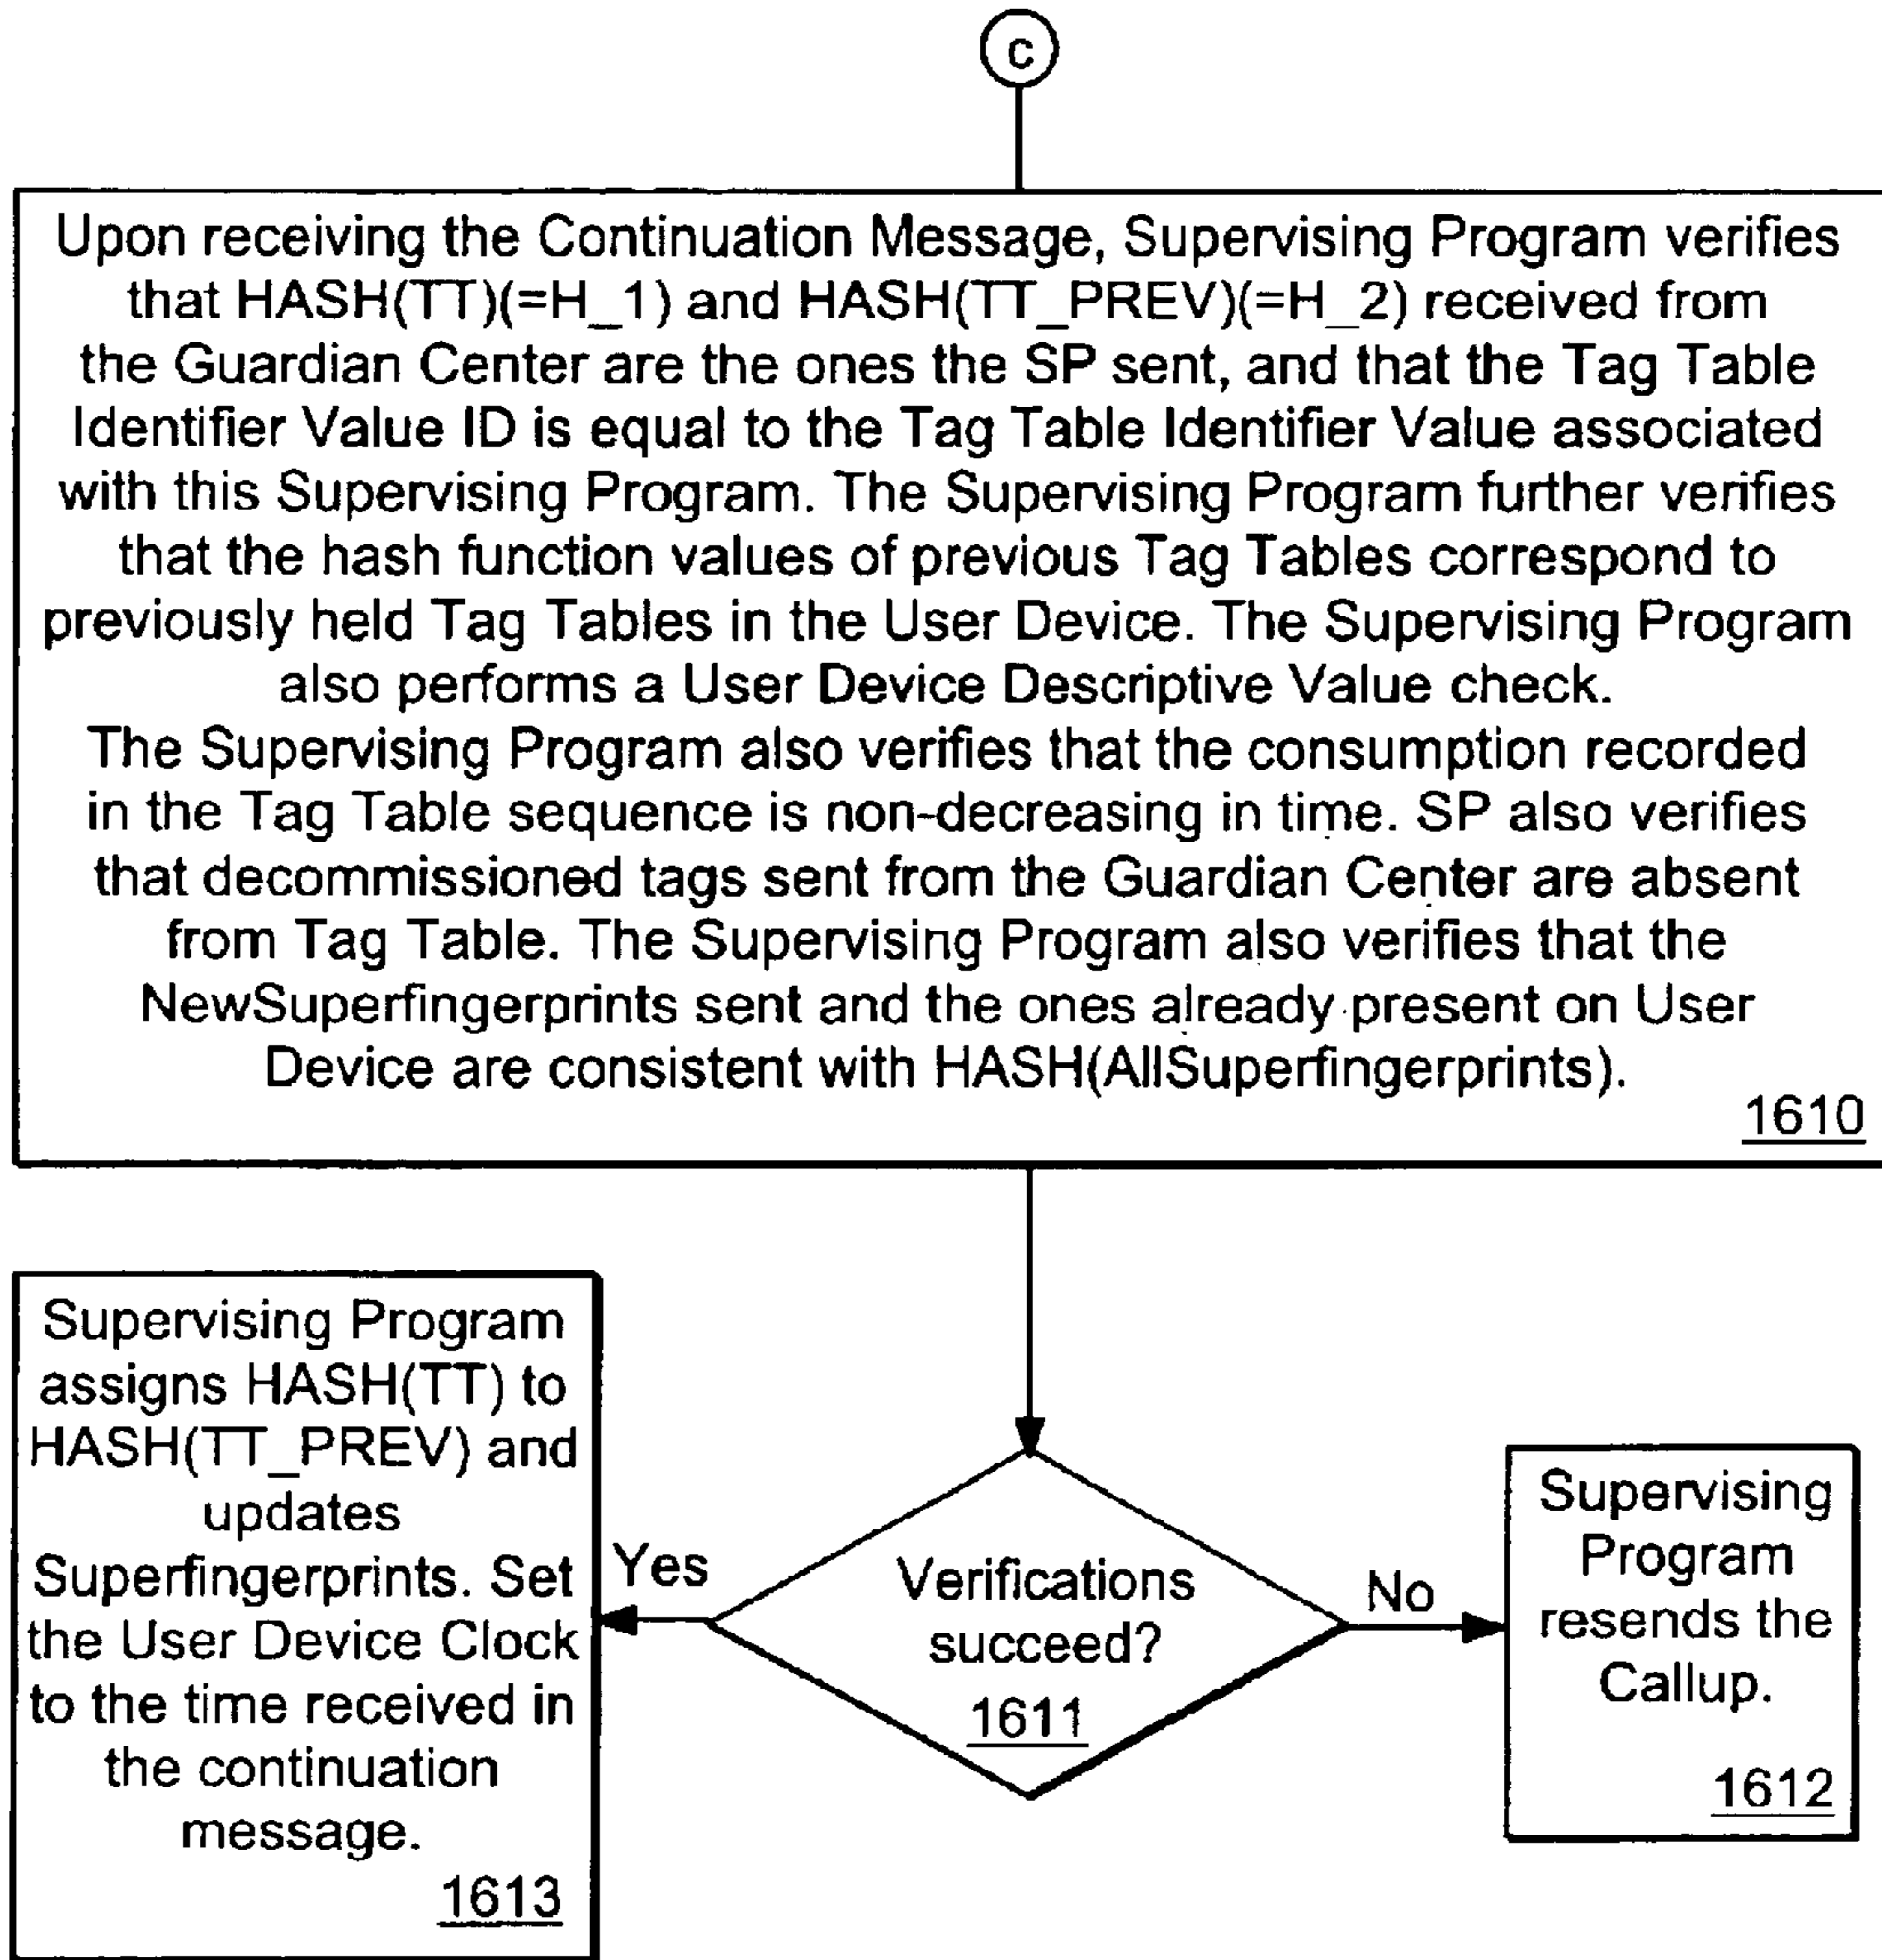 c
Upon receiving the Continuation Message, Supervising Program verifies
that HASH(TT)(=H_1) and HASH(TT_PREV)(=H_2) received from
the Guardian Center are the ones the SP sent, and that the Tag Table
Identifier Value ID is equal to the Tag Table Identifier Value associated
with this Supervising Program. The Supervising Program further verifies
that the hash function values of previous Tag Tables correspond to
previously held Tag Tables in the User Device. The Supervising Program
also performs a User Device Descriptive Value check.
The Supervising Program also verifies that the consumption recorded
in the Tag Table sequence is non-decreasing in time. SP also verifies
that decommissioned tags sent from the Guardian Center are absent
from Tag Table. The Supervising Program also verifies that the
NewSuperfingerprints sent and the ones already present on User
Device are consistent with HASH(AllSuperfingerprints).
1610
Supervising Program
assigns HASH(TT) to
HASH(TT_PREV) and
updates
Superfingerprints. Set
the User Device Clock
to the time received in
the continuation
message.
1613
Yes
Verifications
succeed?
1611
No
Supervising
Program
resends the
Callup.
1612